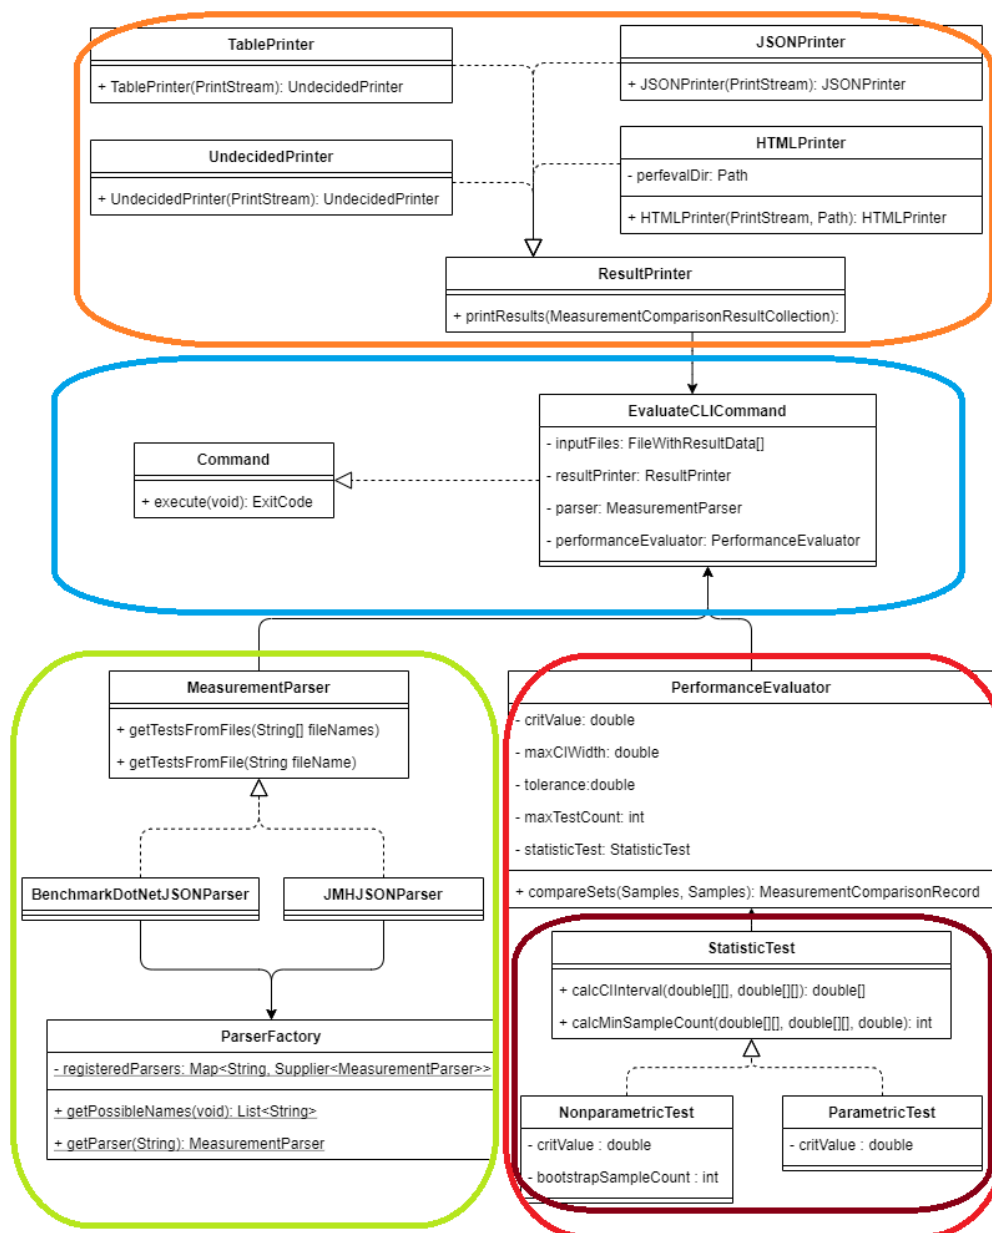 TablePrinter
+ TablePrinter(PrintStream): UndecidedPrinter
JSONPrinter
+ JSONPrinter(PrintStream): JSONPrinter
UndecidedPrinter
+ UndecidedPrinter(PrintStream): UndecidedPrinter
HTMLPrinter
- perfevalDir: Path
+ HTMLPrinter(PrintStream, Path): HTMLPrinter
ResultPrinter
+ printResults(MeasurementComparisonResultCollection):
EvaluateCLICommand
- inputFiles: FileWithResultData[]
- resultPrinter: ResultPrinter
- parser: MeasurementParser
- performanceEvaluator: PerformanceEvaluator
Command
+ execute(void): ExitCode
MeasurementParser
+ getTestsFromFiles(String[] fileNames)
+ getTestsFromFile(String fileName)
BenchmarkDotNetJSONParser
JMHJSONParser
ParserFactory
- registeredParsers: Map<String, Supplier<MeasurementParser>>
+ getPossibleNames(void): List<String>
+ getParser(String): MeasurementParser
PerformanceEvaluator
- critValue: double
- maxCIWidth: double
- tolerance:double
- maxTestCount: int
- statisticTest: StatisticTest
+ compareSets(Samples, Samples): MeasurementComparisonRecord
StatisticTest
+ calcCIInterval(double[][], double[][]): double[]
+ calcMinSampleCount(double[][], double[][], double): int
NonparametricTest
- critValue : double
- bootstrapSampleCount : int
ParametricTest
- critValue : double